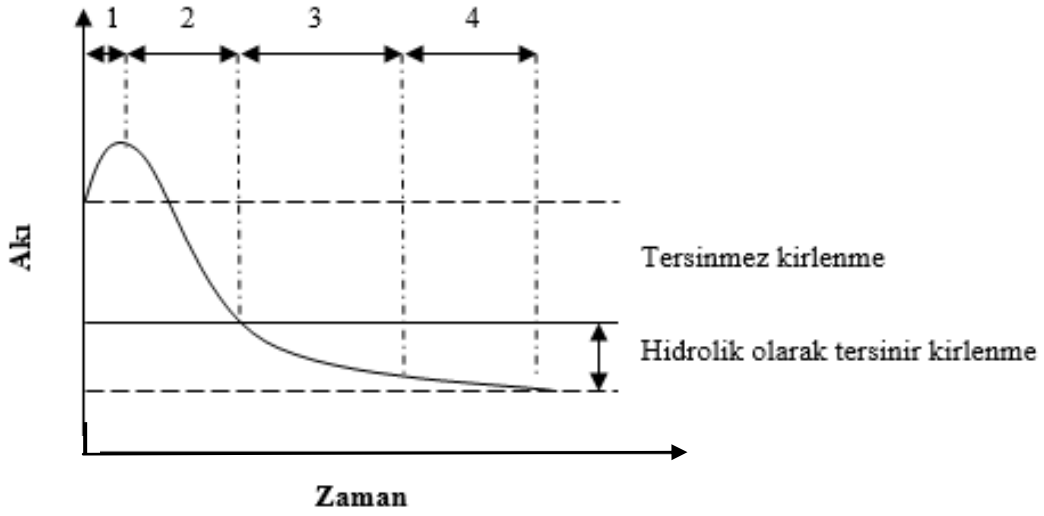 1 2 3 4
Akı
Tersinmez kirlenme
Hidrolik olarak tersinir kirlenme
Zaman